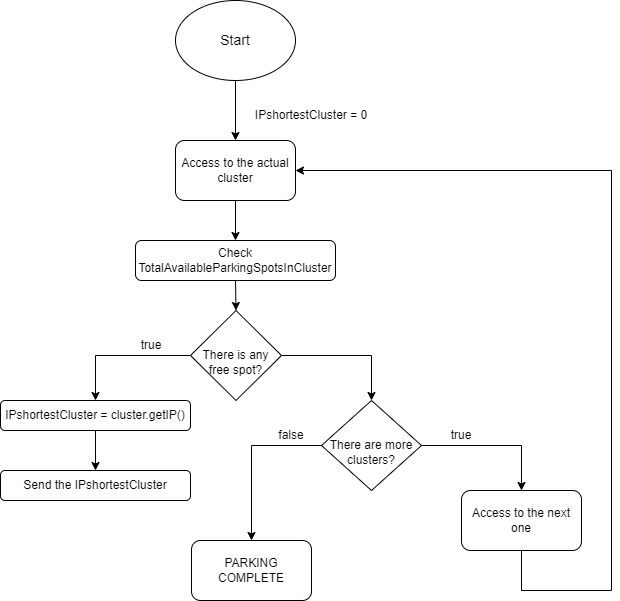 Start
IPshortestCluster = 0
Access to the actual
cluster
Check
TotalAvailableParkingSpotsInCluster
true
There is any
free spot?
IPshortestCluster = cluster.getIP()
false
There are more
clusters?
true
Send the IPshortestCluster
Access to the next
one
PARKING
COMPLETE